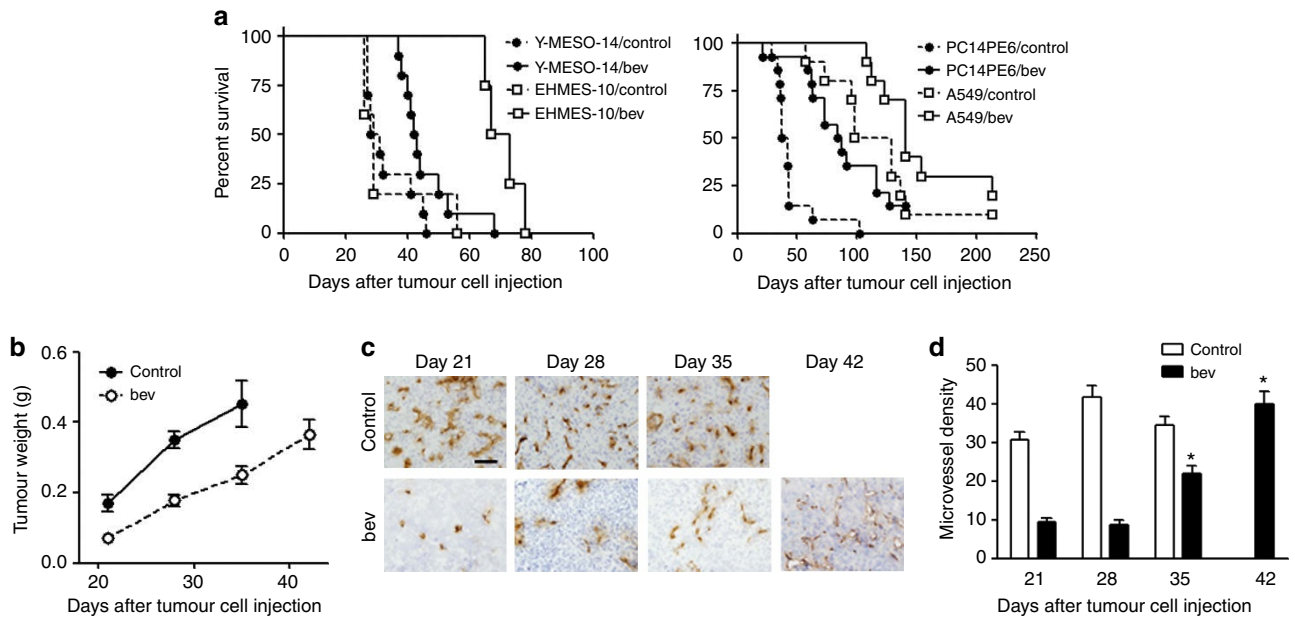 a
Percent survival
100
75
50
25
0
0 20 40 60 80 100
Days after tumour cell injection
Y-MESO-14/control
Y-MESO-14/bev
EHMES-10/control
EHMES-10/bev
100
75
50
25
0
0 50 100 150 200 250
Days after tumour cell injection
PC14PE6/control
PC14PE6/bev
A549/control
A549/bev
b
Tumour weight (g)
0.6
0.4
0.2
0.0
20 30 40
Days after tumour cell injection
Control
bev
c
Day 21 Day 28 Day 35 Day 42
Control
bev
d
Control
bev
Microvessel density
50
40
30
20
10
0
* *
21 28 35 42
Days after tumour cell injection